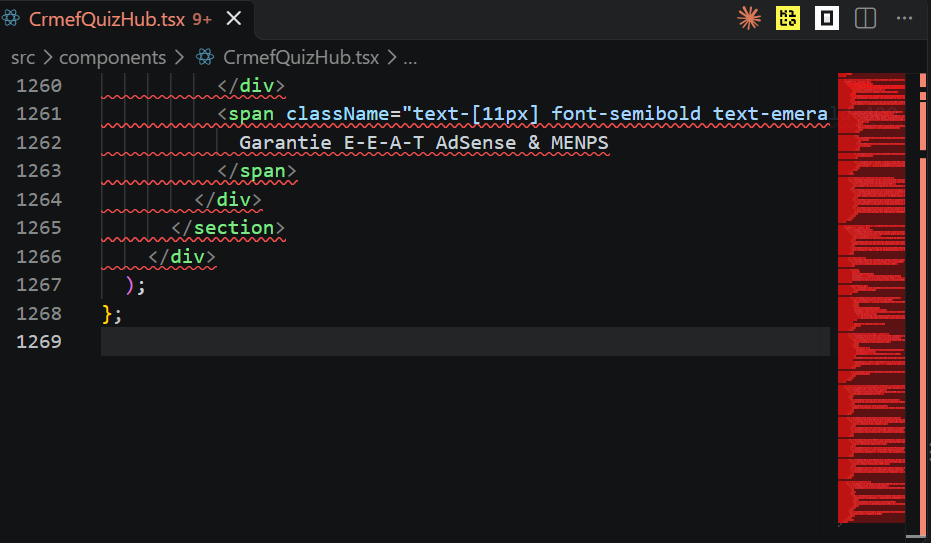 CrmefQuizHub.tsx 9+
src > components > CrmefQuizHub.tsx > ...
1260 </div>
1261 <span className="text-[11px] font-semibold text-emera
1262 Garantie E-E-A-T AdSense & MENPS
1263 </span>
1264 </div>
1265 </section>
1266 </div>
1267 );
1268 };
1269